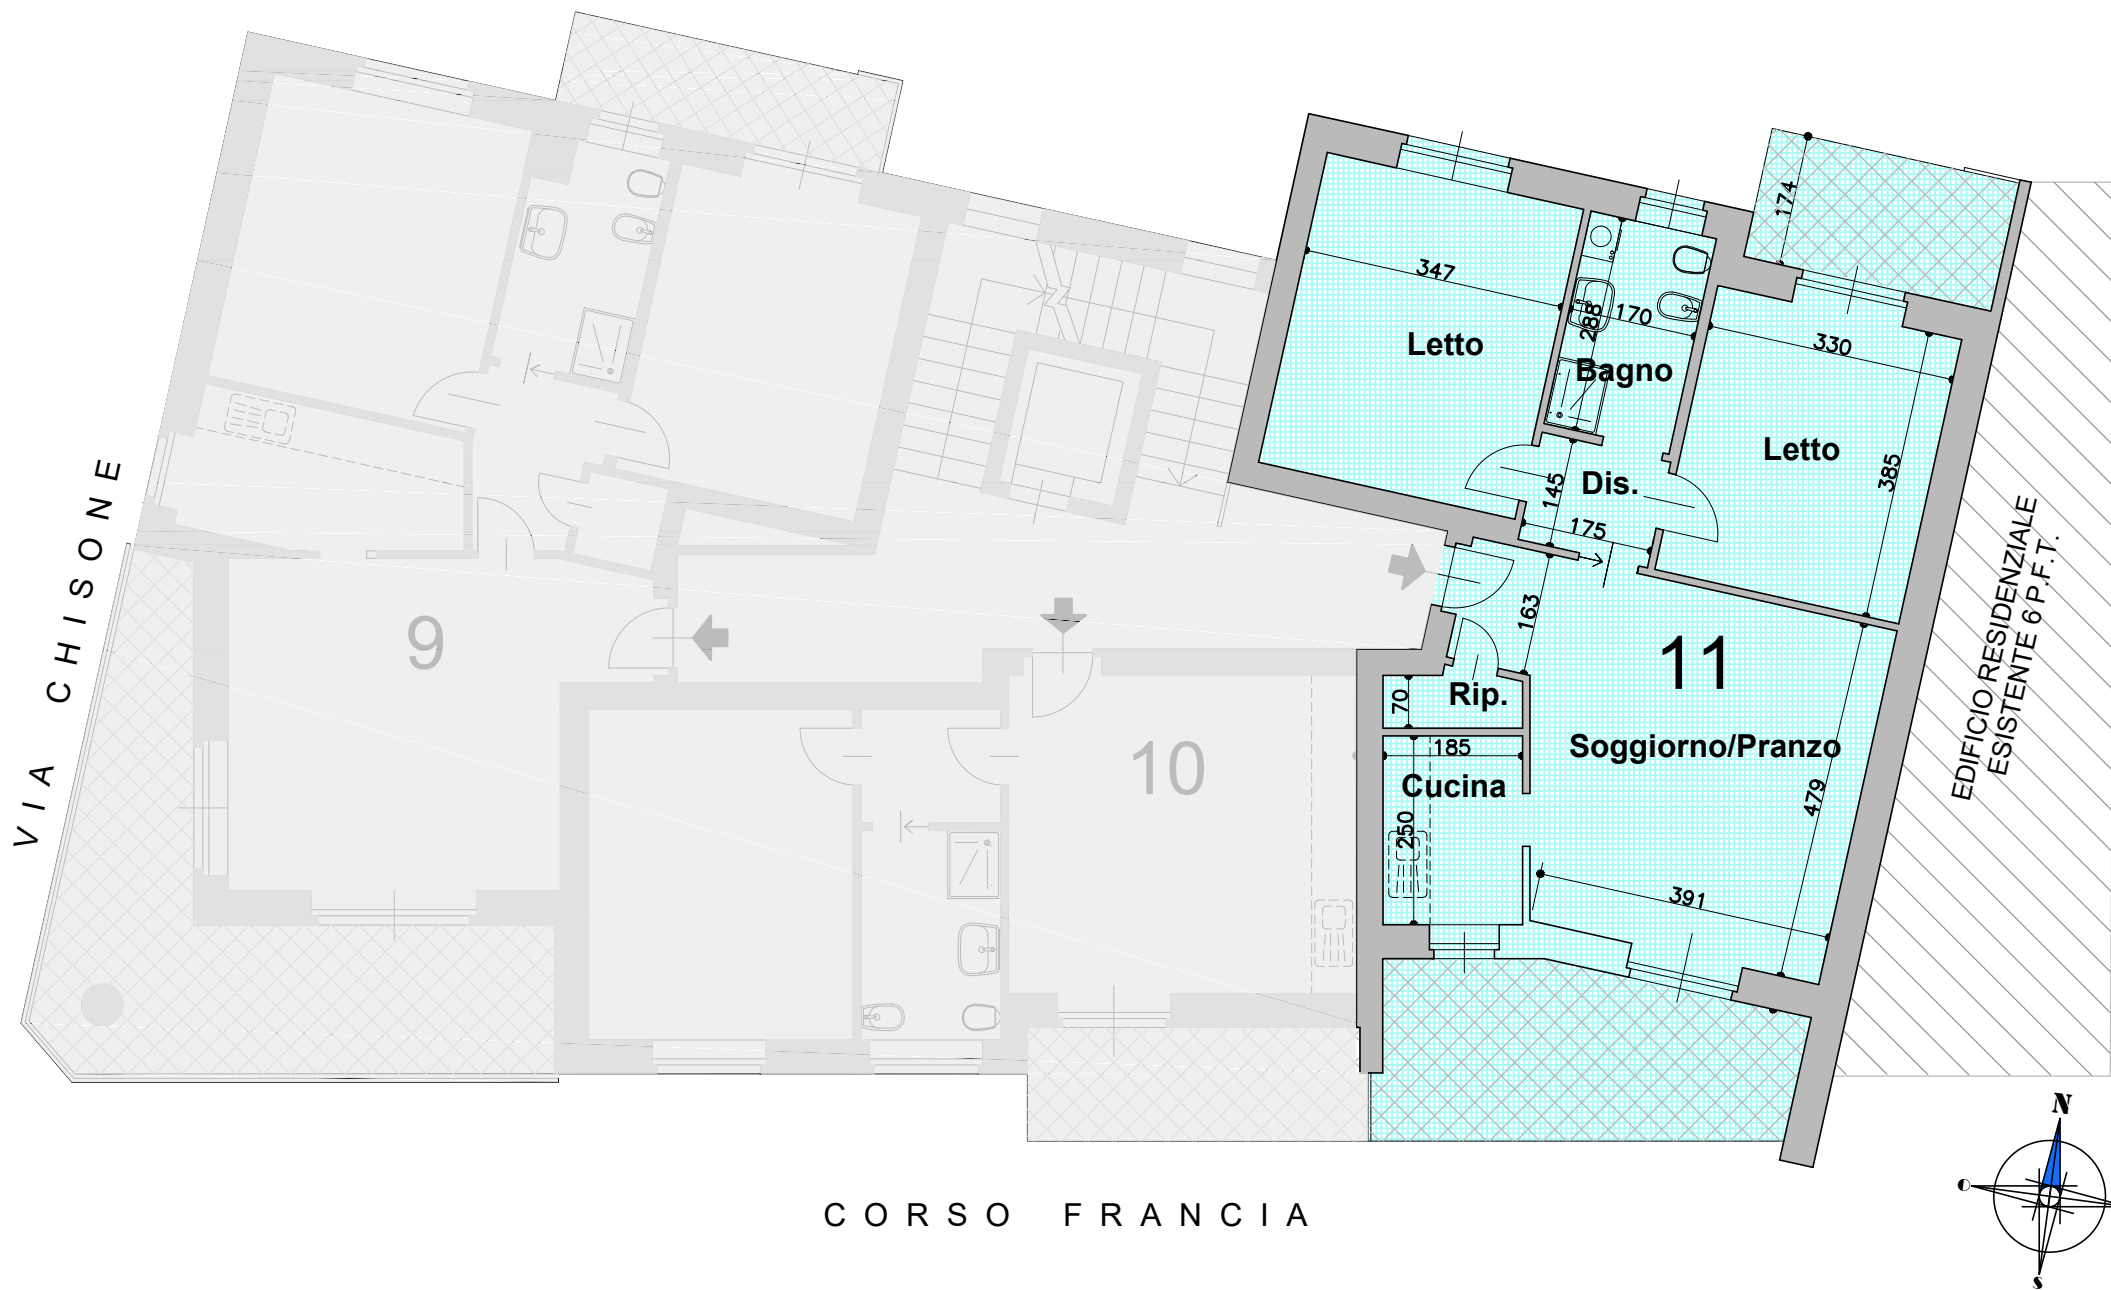 174
347
288
170
330
Letto
Bagno
Letto
385
Dis.
145
175
VIA CHISONE
163
9
11
EDIFICIO RESIDENZIALE
ESISTENTE 6 P.F.T.
70
Rip.
10
185
Soggiorno/Pranzo
Cucina
250
479
391
N
O
S
CORSO FRANCIA